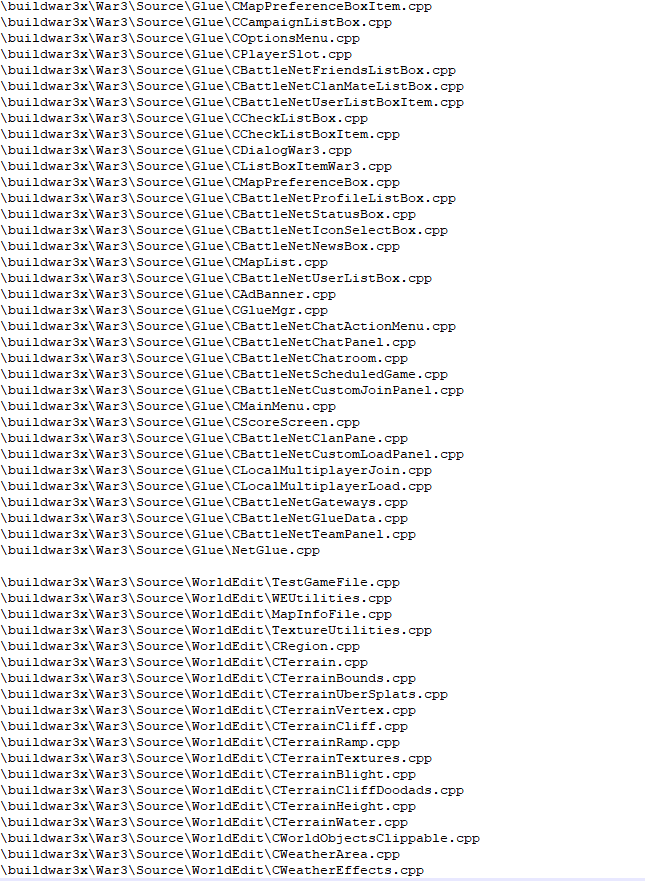 \buildwar3x\War3\Source\Glue\CMapPreferenceBoxItem.cpp
\buildwar3x\War3\Source\Glue\CCampaignListBox.cpp
\buildwar3x\War3\Source\Glue\COptionsMenu.cpp
\buildwar3x\War3\Source\Glue\CPlayerSlot.cpp
\buildwar3x\War3\Source\Glue\CBattleNetFriendsListBox.cpp
\buildwar3x\War3\Source\Glue\CBattleNetClanMateListBox.cpp
\buildwar3x\War3\Source\Glue\CBattleNetUserListBoxItem.cpp
\buildwar3x\War3\Source\Glue\CCheckListBox.cpp
\buildwar3x\War3\Source\Glue\CCheckListBoxItem.cpp
\buildwar3x\War3\Source\Glue\CDialogWar3.cpp
\buildwar3x\War3\Source\Glue\CListBoxItemWar3.cpp
\buildwar3x\War3\Source\Glue\CMapPreferenceBox.cpp
\buildwar3x\War3\Source\Glue\CBattleNetProfileListBox.cpp
\buildwar3x\War3\Source\Glue\CBattleNetStatusBox.cpp
\buildwar3x\War3\Source\Glue\CBattleNetIconSelectBox.cpp
\buildwar3x\War3\Source\Glue\CBattleNetNewsBox.cpp
\buildwar3x\War3\Source\Glue\CMapList.cpp
\buildwar3x\War3\Source\Glue\CBattleNetUserListBox.cpp
\buildwar3x\War3\Source\Glue\CAdBanner.cpp
\buildwar3x\War3\Source\Glue\CGlueMgr.cpp
\buildwar3x\War3\Source\Glue\CBattleNetChatActionMenu.cpp
\buildwar3x\War3\Source\Glue\CBattleNetChatPanel.cpp
\buildwar3x\War3\Source\Glue\CBattleNetChatroom.cpp
\buildwar3x\War3\Source\Glue\CBattleNetScheduledGame.cpp
\buildwar3x\War3\Source\Glue\CBattleNetCustomJoinPanel.cpp
\buildwar3x\War3\Source\Glue\CMainMenu.cpp
\buildwar3x\War3\Source\Glue\CScoreScreen.cpp
\buildwar3x\War3\Source\Glue\CBattleNetClanPane.cpp
\buildwar3x\War3\Source\Glue\CBattleNetCustomLoadPanel.cpp
\buildwar3x\War3\Source\Glue\CLocalMultiplayerJoin.cpp
\buildwar3x\War3\Source\Glue\CLocalMultiplayerLoad.cpp
\buildwar3x\War3\Source\Glue\CBattleNetGateways.cpp
\buildwar3x\War3\Source\Glue\CBattleNetGlueData.cpp
\buildwar3x\War3\Source\Glue\CBattleNetTeamPanel.cpp
\buildwar3x\War3\Source\Glue\NetGlue.cpp

\buildwar3x\War3\Source\WorldEdit\TestGameFile.cpp
\buildwar3x\War3\Source\WorldEdit\WEUtilities.cpp
\buildwar3x\War3\Source\WorldEdit\MapInfoFile.cpp
\buildwar3x\War3\Source\WorldEdit\TextureUtilities.cpp
\buildwar3x\War3\Source\WorldEdit\CRegion.cpp
\buildwar3x\War3\Source\WorldEdit\CTerrain.cpp
\buildwar3x\War3\Source\WorldEdit\CTerrainBounds.cpp
\buildwar3x\War3\Source\WorldEdit\CTerrainUberSplats.cpp
\buildwar3x\War3\Source\WorldEdit\CTerrainVertex.cpp
\buildwar3x\War3\Source\WorldEdit\CTerrainCliff.cpp
\buildwar3x\War3\Source\WorldEdit\CTerrainRamp.cpp
\buildwar3x\War3\Source\WorldEdit\CTerrainTextures.cpp
\buildwar3x\War3\Source\WorldEdit\CTerrainBlight.cpp
\buildwar3x\War3\Source\WorldEdit\CTerrainCliffDoodads.cpp
\buildwar3x\War3\Source\WorldEdit\CTerrainHeight.cpp
\buildwar3x\War3\Source\WorldEdit\CTerrainWater.cpp
\buildwar3x\War3\Source\WorldEdit\CWorldObjectsClippable.cpp
\buildwar3x\War3\Source\WorldEdit\CWeatherArea.cpp
\buildwar3x\War3\Source\WorldEdit\CWeatherEffects.cpp